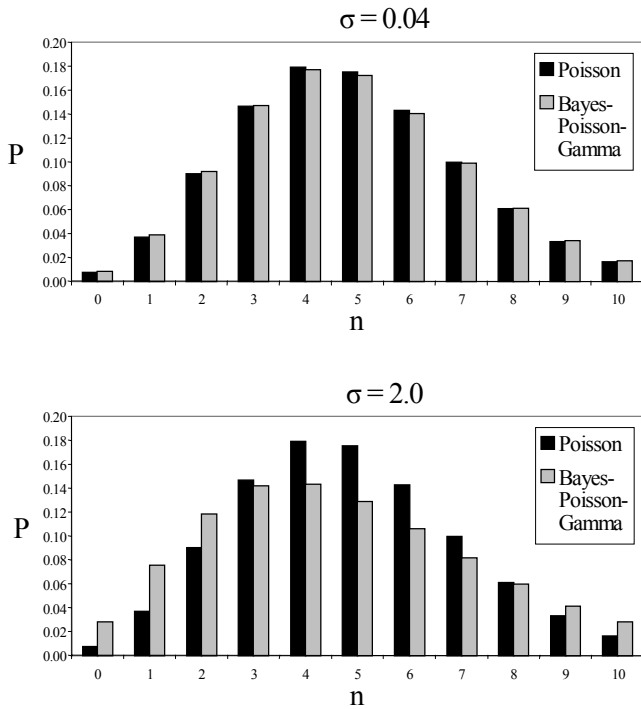 σ = 0.04
0.20
0.18
0.16
0.14
0.12
0.10
0.08
0.06
0.04
0.02
0.00
P
Poisson
Bayes-
Poisson-
Gamma
0 1 2 3 4 5 6 7 8 9 10
n
σ = 2.0
0.20
0.18
0.16
0.14
0.12
0.10
0.08
0.06
0.04
0.02
0.00
P
Poisson
Bayes-
Poisson-
Gamma
0 1 2 3 4 5 6 7 8 9 10
n